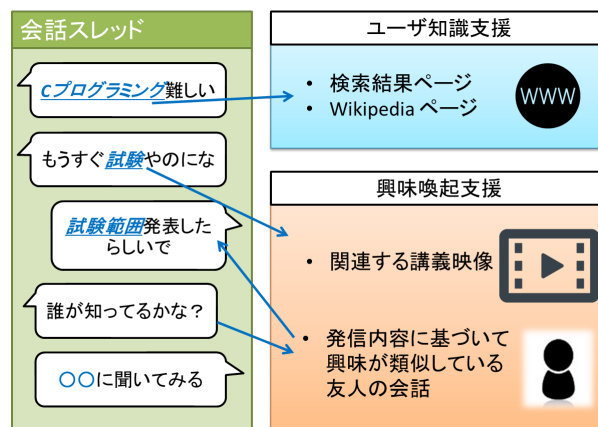 会話スレッド
Cプログラミング難しい
もうすぐ試験やのにな
試験範囲発表した
らしいで
誰が知ってるかな？
〇〇に聞いてみる
ユーザ知識支援
• 検索結果ページ
• Wikipedia ページ
WWW
興味喚起支援
• 関連する講義映像
• 発信内容に基づいて
興味が類似している
友人の会話